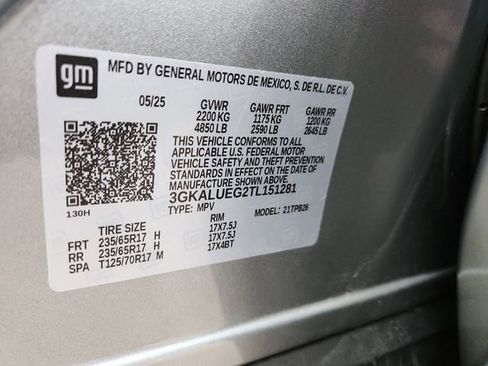 gm
MFD BY GENERAL MOTORS DE MEXICO, S. DE R.L. DE C.V.
05/25 GVWR GAWR FRT GAWR RR
2200 KG 1175 KG 1200 KG
4850 LB 2590 LB 2645 LB
THIS VEHICLE CONFORMS TO ALL
APPLICABLE U.S. FEDERAL MOTOR
VEHICLE SAFETY AND THEFT PREVENTION
STANDARDS IN EFFECT ON THE DATE OF
MANUFACTURE SHOWN ABOVE.
3GKALUEG2TL151281
130H TYPE: MPV MODEL: 21TPB26
TIRE SIZE RIM
FRT 235/65R17 H 17X7.5J
RR 235/65R17 H 17X7.5J
SPA T125/70R17 M 17X4BT